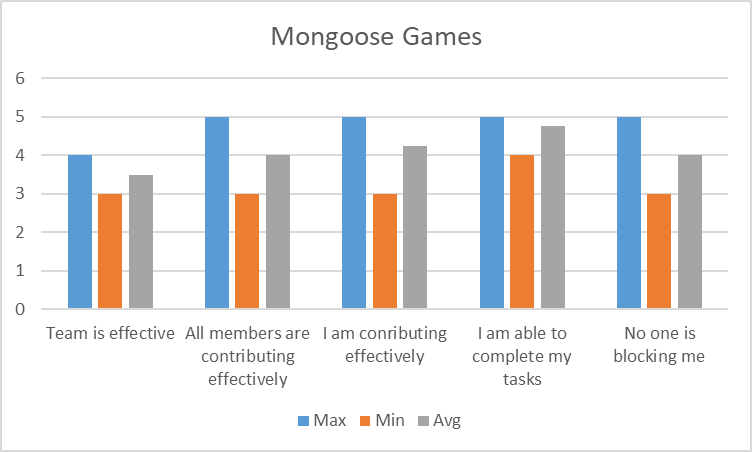 Mongoose Games
6
5
4
3
2
1
0
Team is effective
All members are
contributing
effectively
I am conributing
effectively
I am able to
complete my
tasks
No one is
blocking me
Max
Min
Avg